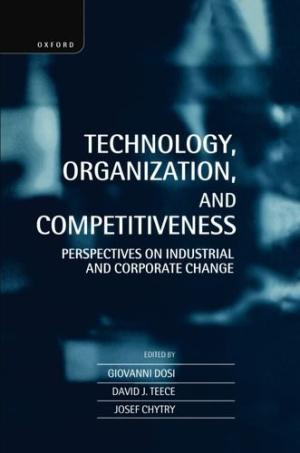 OXFORD
TECHNOLOGY,
ORGANIZATION,
AND
COMPETITIVENESS
PERSPECTIVES ON INDUSTRIAL
AND CORPORATE CHANGE
EDITED BY
GIOVANNI DOSI
DAVID J. TEECE
JOSEF CHYTRY